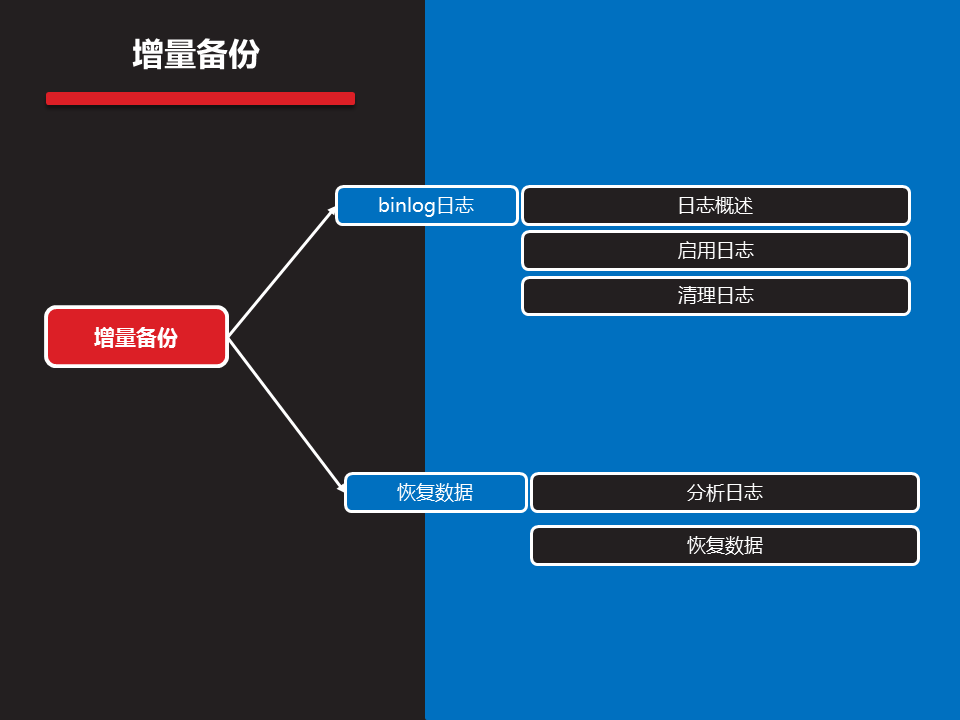 增量备份
binlog日志
日志概述
启用日志
清理日志
增量备份
恢复数据
分析日志
恢复数据